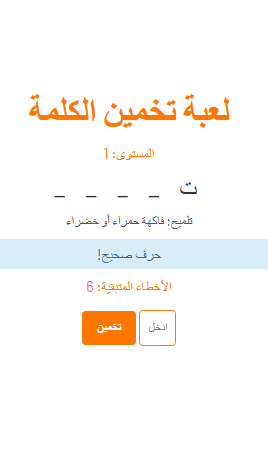 لعبة تخمين الكلمة
المستوى: 1
ت _ _ _ _
تلميح: فاكهة حمراء أو خضراء
حرف صحيح!
الأخطاء المتبقية: 6
ادخل تخمين